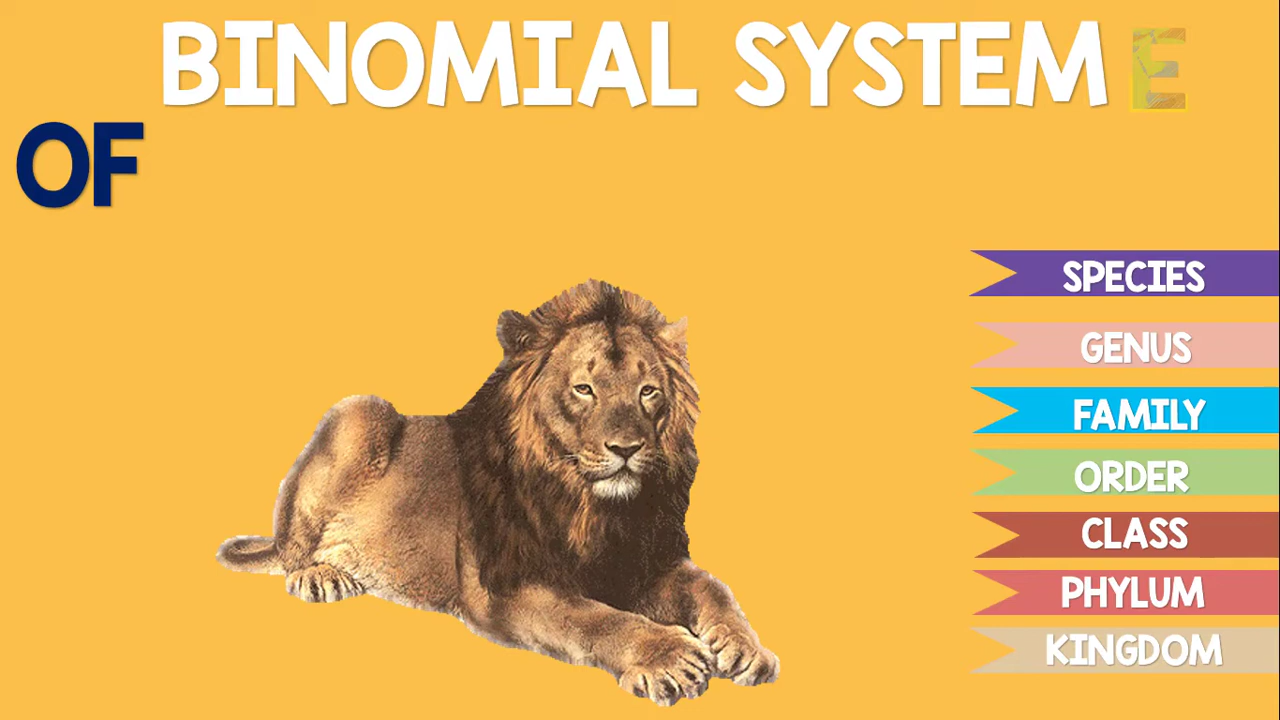 BINOMIAL SYSTEM E
OF
SPECIES
GENUS
FAMILY
ORDER
CLASS
PHYLUM
KINGDOM